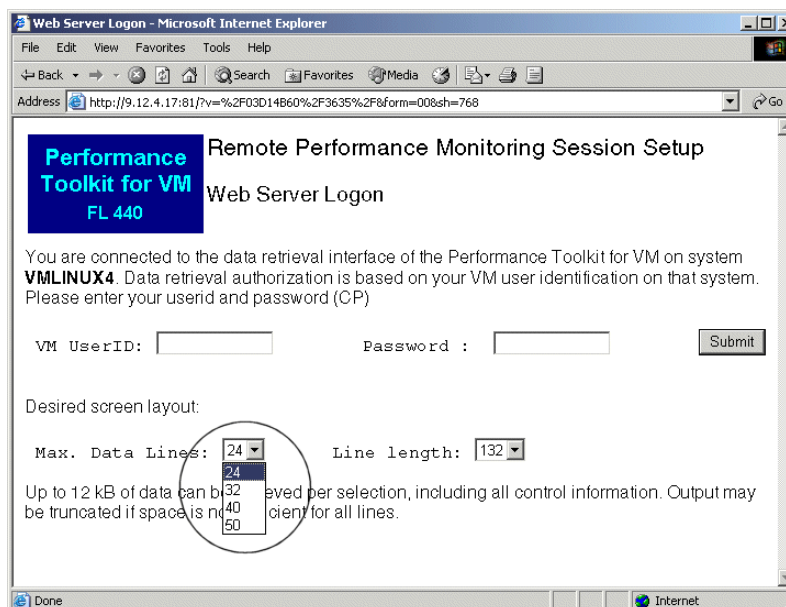 Web Server Logon - Microsoft Internet Explorer
File Edit View Favorites Tools Help
Back Search Favorites Media
Address http://9.12.4.17:81/?v=%2F03D14B60%2F3635%2F&form=00&sh=768 Go
Performance
Toolkit for VM
FL 440
Remote Performance Monitoring Session Setup
Web Server Logon
You are connected to the data retrieval interface of the Performance Toolkit for VM on system
VMLINUX4. Data retrieval authorization is based on your VM user identification on that system.
Please enter your userid and password (CP)
VM UserID: Password : Submit
Desired screen layout:
Max. Data Lines: 24 Line length: 132
24
32
40
50
Up to 12 kB of data can b eved per selection, including all control information. Output may
be truncated if space is no cient for all lines.
Done Internet